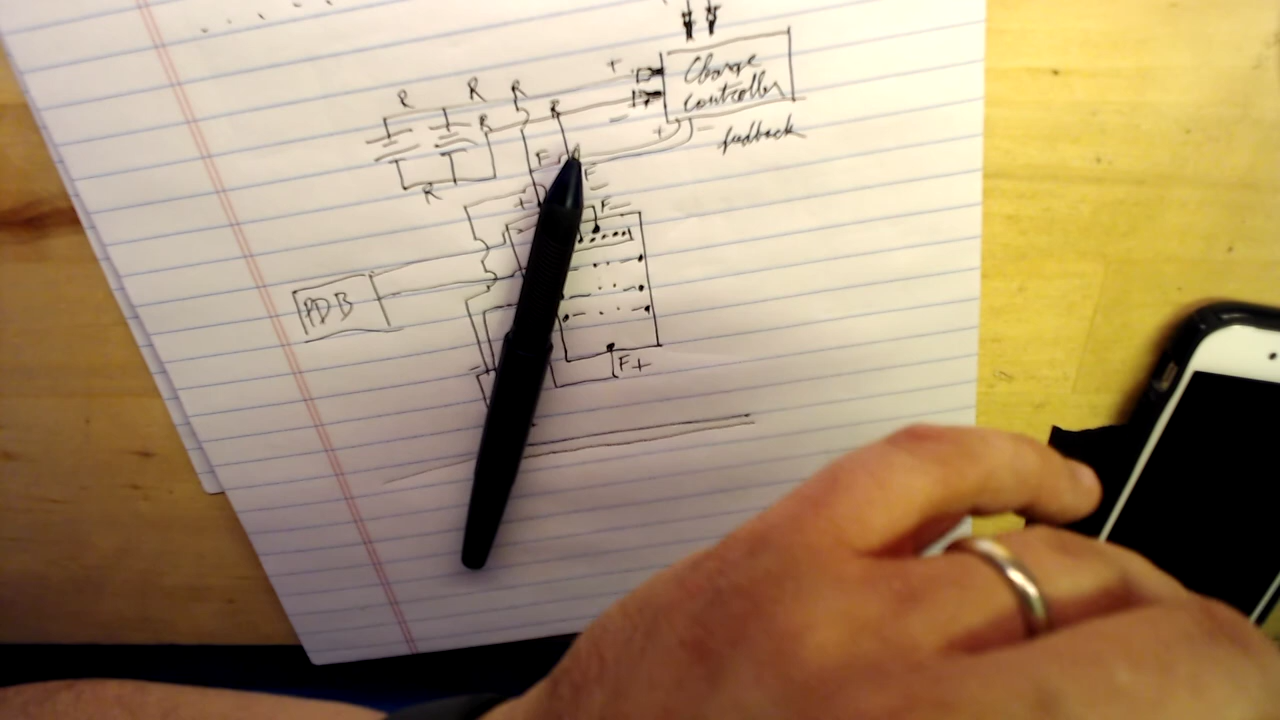 Charge
controller
+
-
+ -
feedback
R
R
R
R
R
R
F
F
+
F-
PDB
-
F+